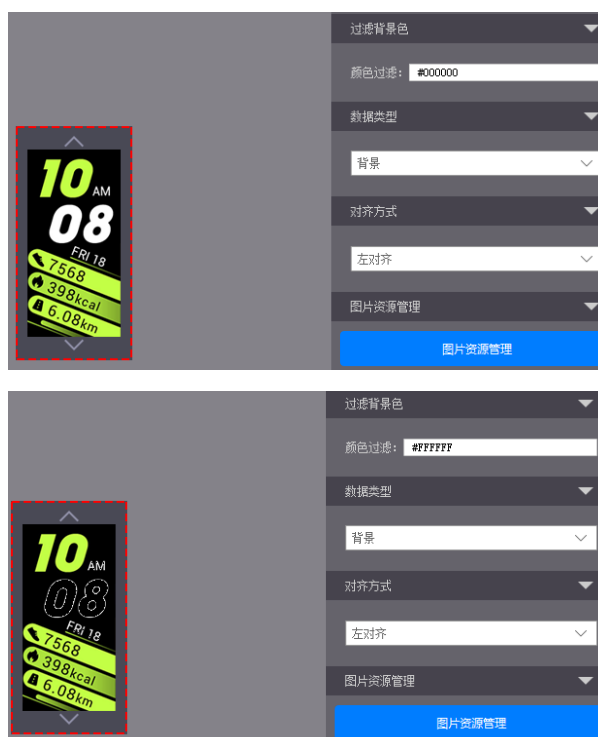 过滤背景色
颜色过滤： #000000
数据类型
背景
对齐方式
左对齐
图片资源管理
图片资源管理
10 AM
08
FRI 18
7568
398kcal
6.08km
过滤背景色
颜色过滤： #FFFFFF
数据类型
背景
对齐方式
左对齐
图片资源管理
图片资源管理
10 AM
08
FRI 18
7568
398kcal
6.08km